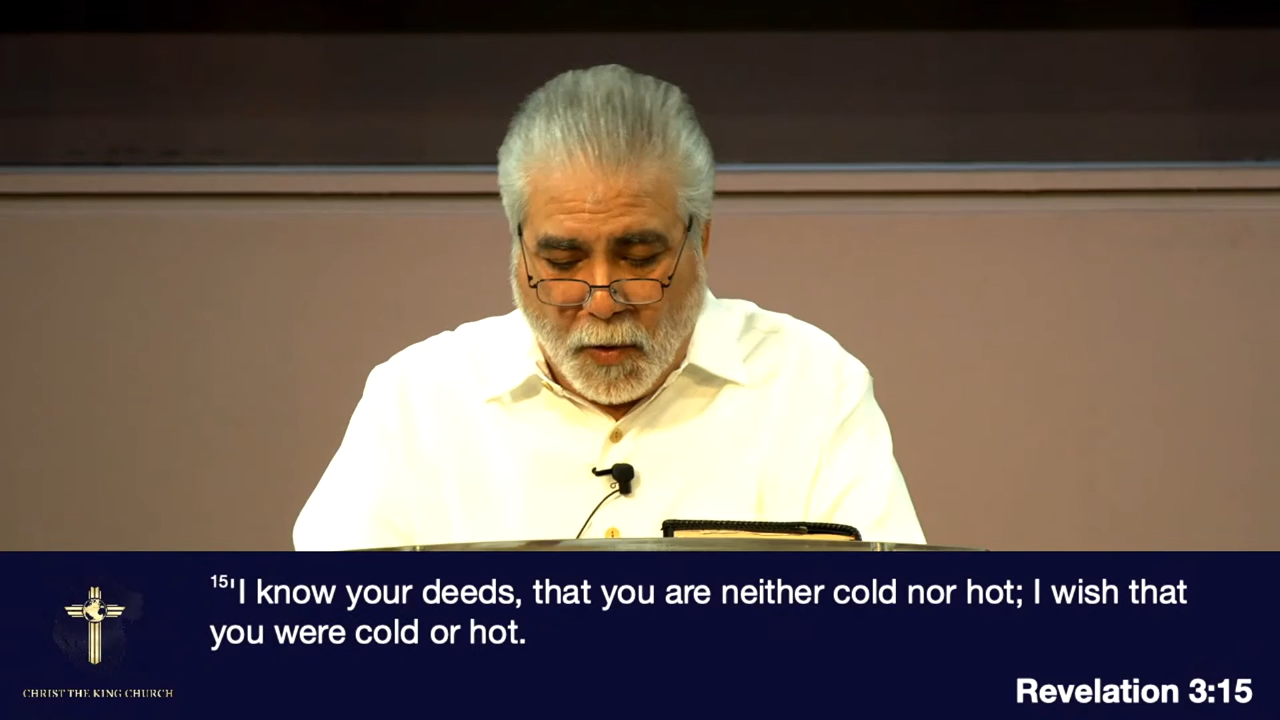 ¹⁵'I know your deeds, that you are neither cold nor hot; I wish that
you were cold or hot.
CHRIST THE KING CHURCH
Revelation 3:15